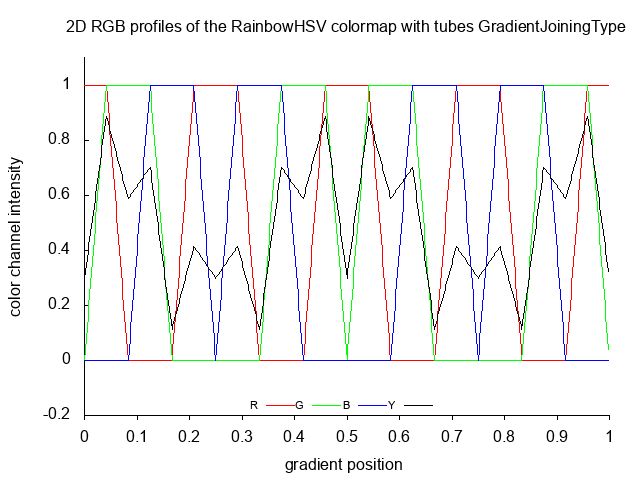 2D RGB profiles of the RainbowHSV colormap with tubes GradientJoiningType
1
0.8
0.6
0.4
0.2
0
-0.2
color channel intensity
R G B Y
0 0.1 0.2 0.3 0.4 0.5 0.6 0.7 0.8 0.9 1
gradient position